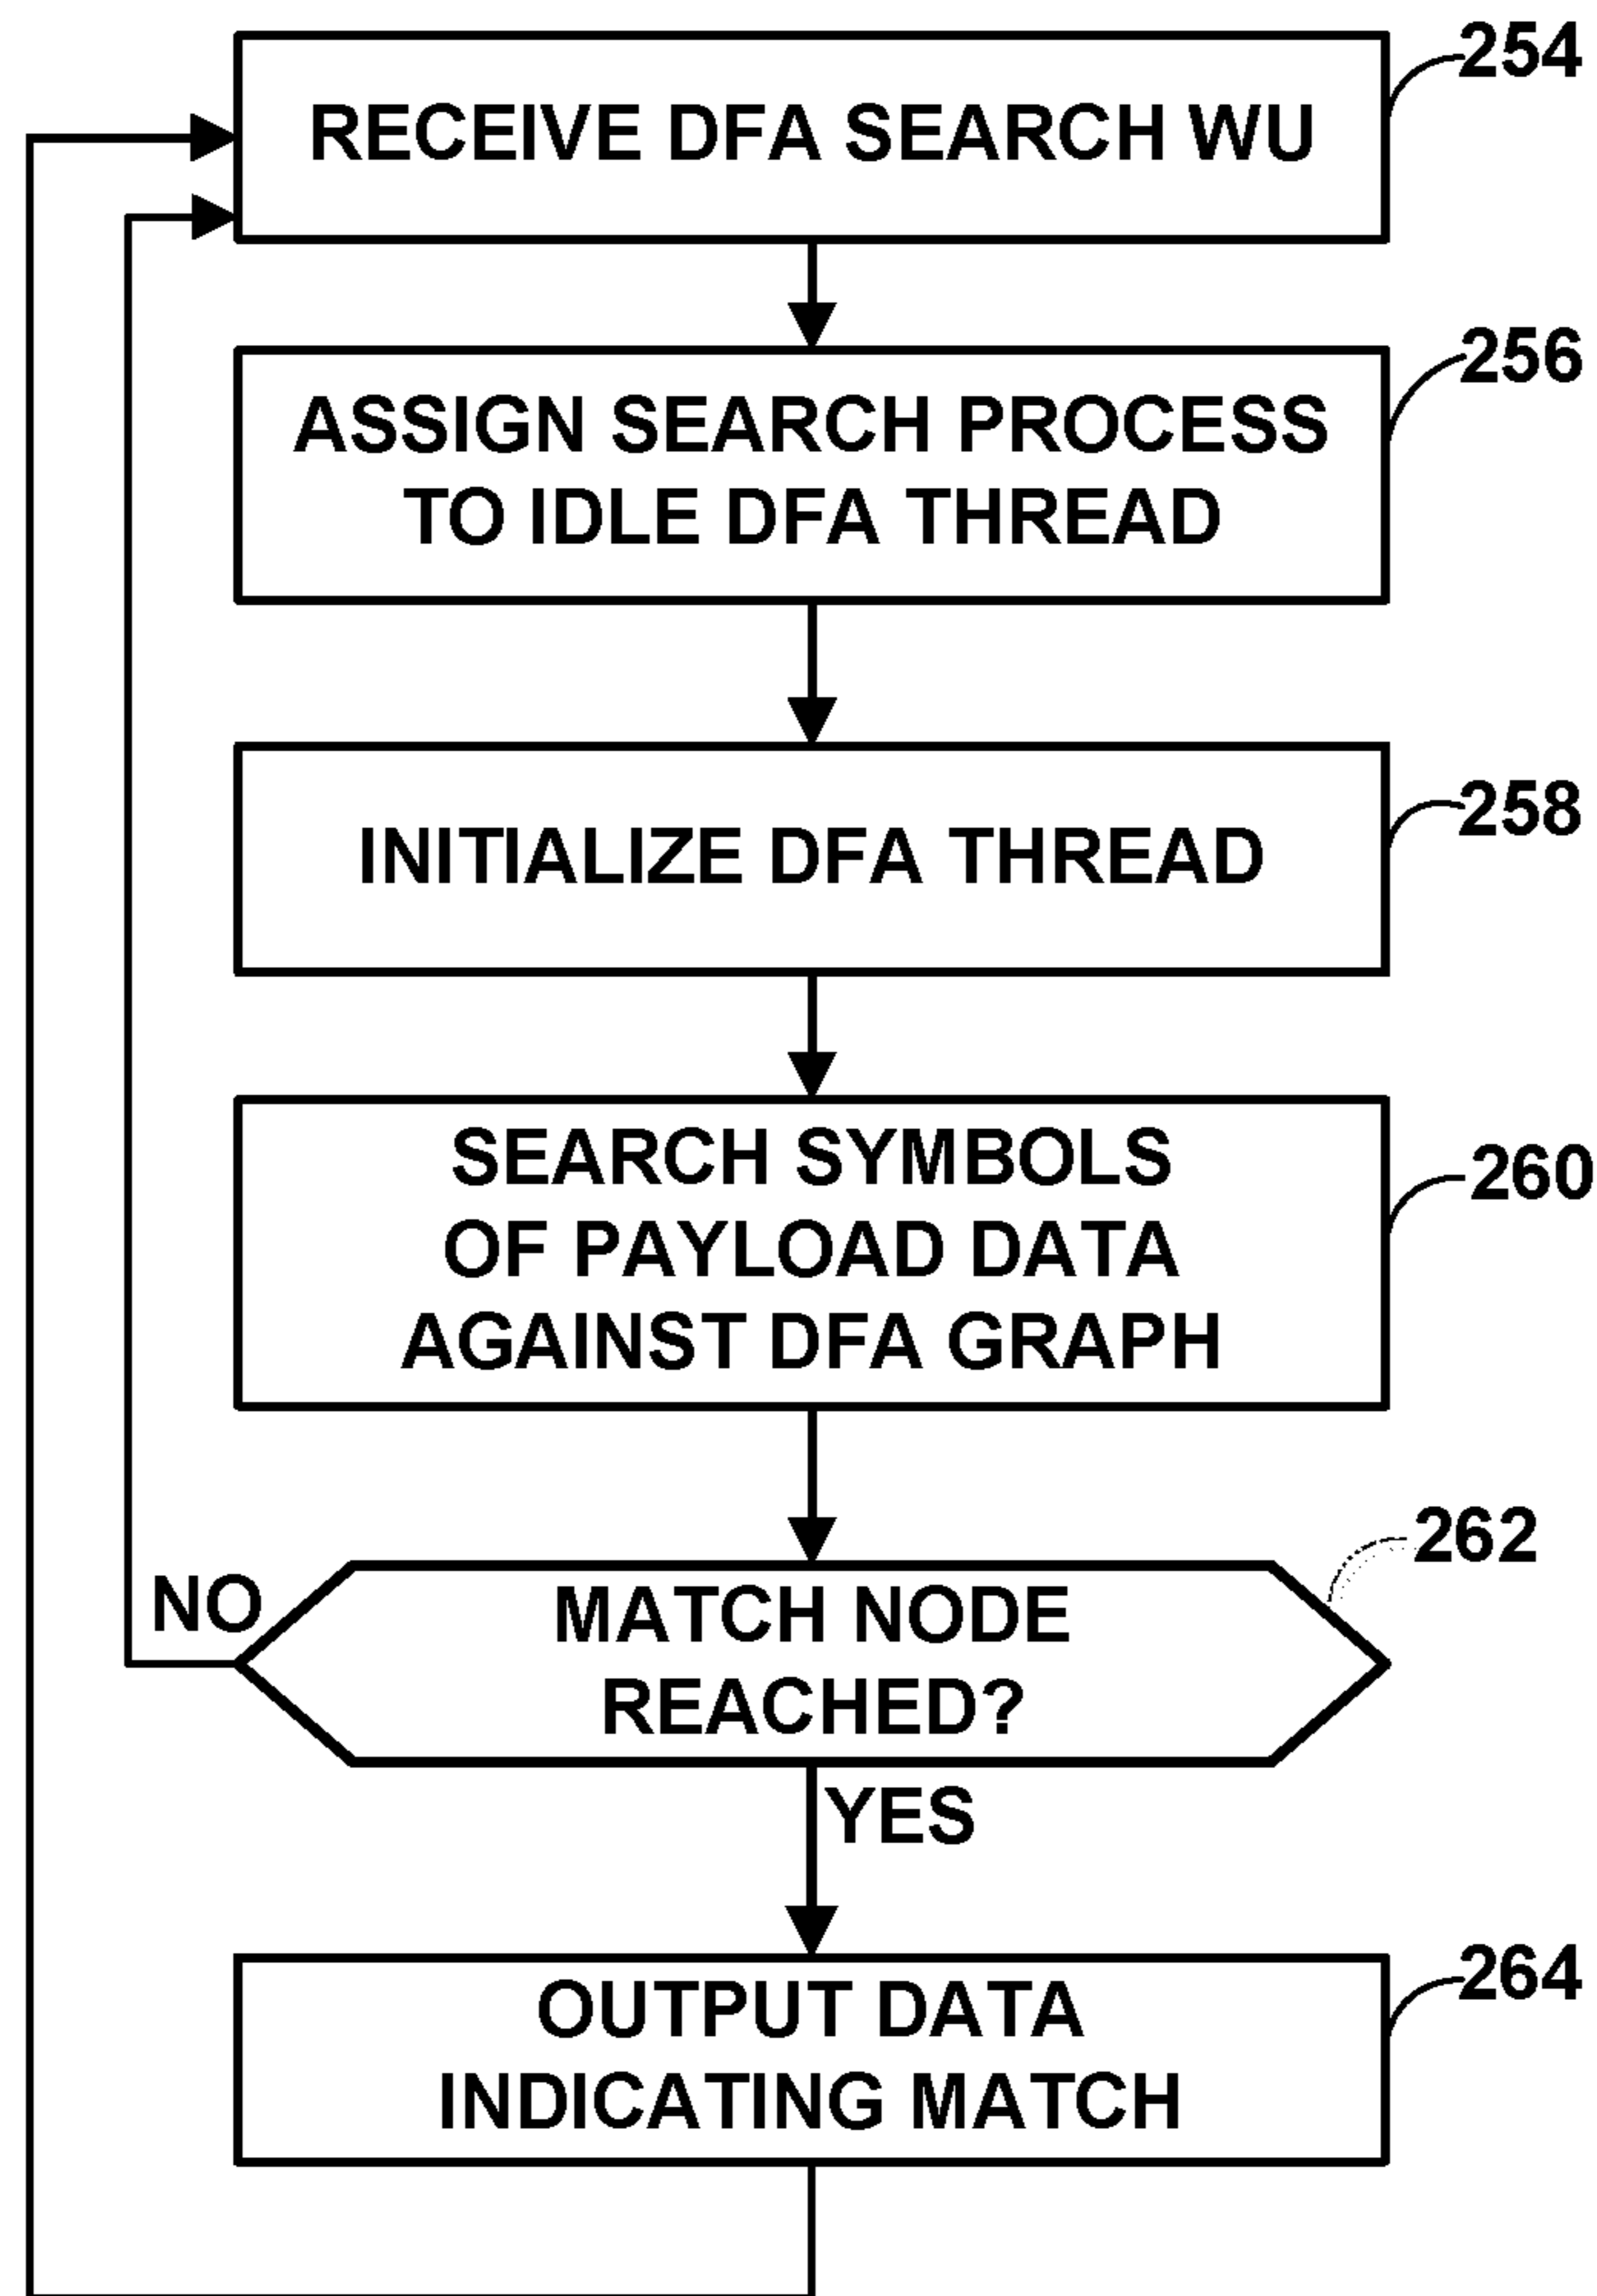 254
RECEIVE DFA SEARCH WU
256
ASSIGN SEARCH PROCESS
TO IDLE DFA THREAD
258
INITIALIZE DFA THREAD
260
SEARCH SYMBOLS
OF PAYLOAD DATA
AGAINST DFA GRAPH
262
NO
MATCH NODE
REACHED?
YES
264
OUTPUT DATA
INDICATING MATCH